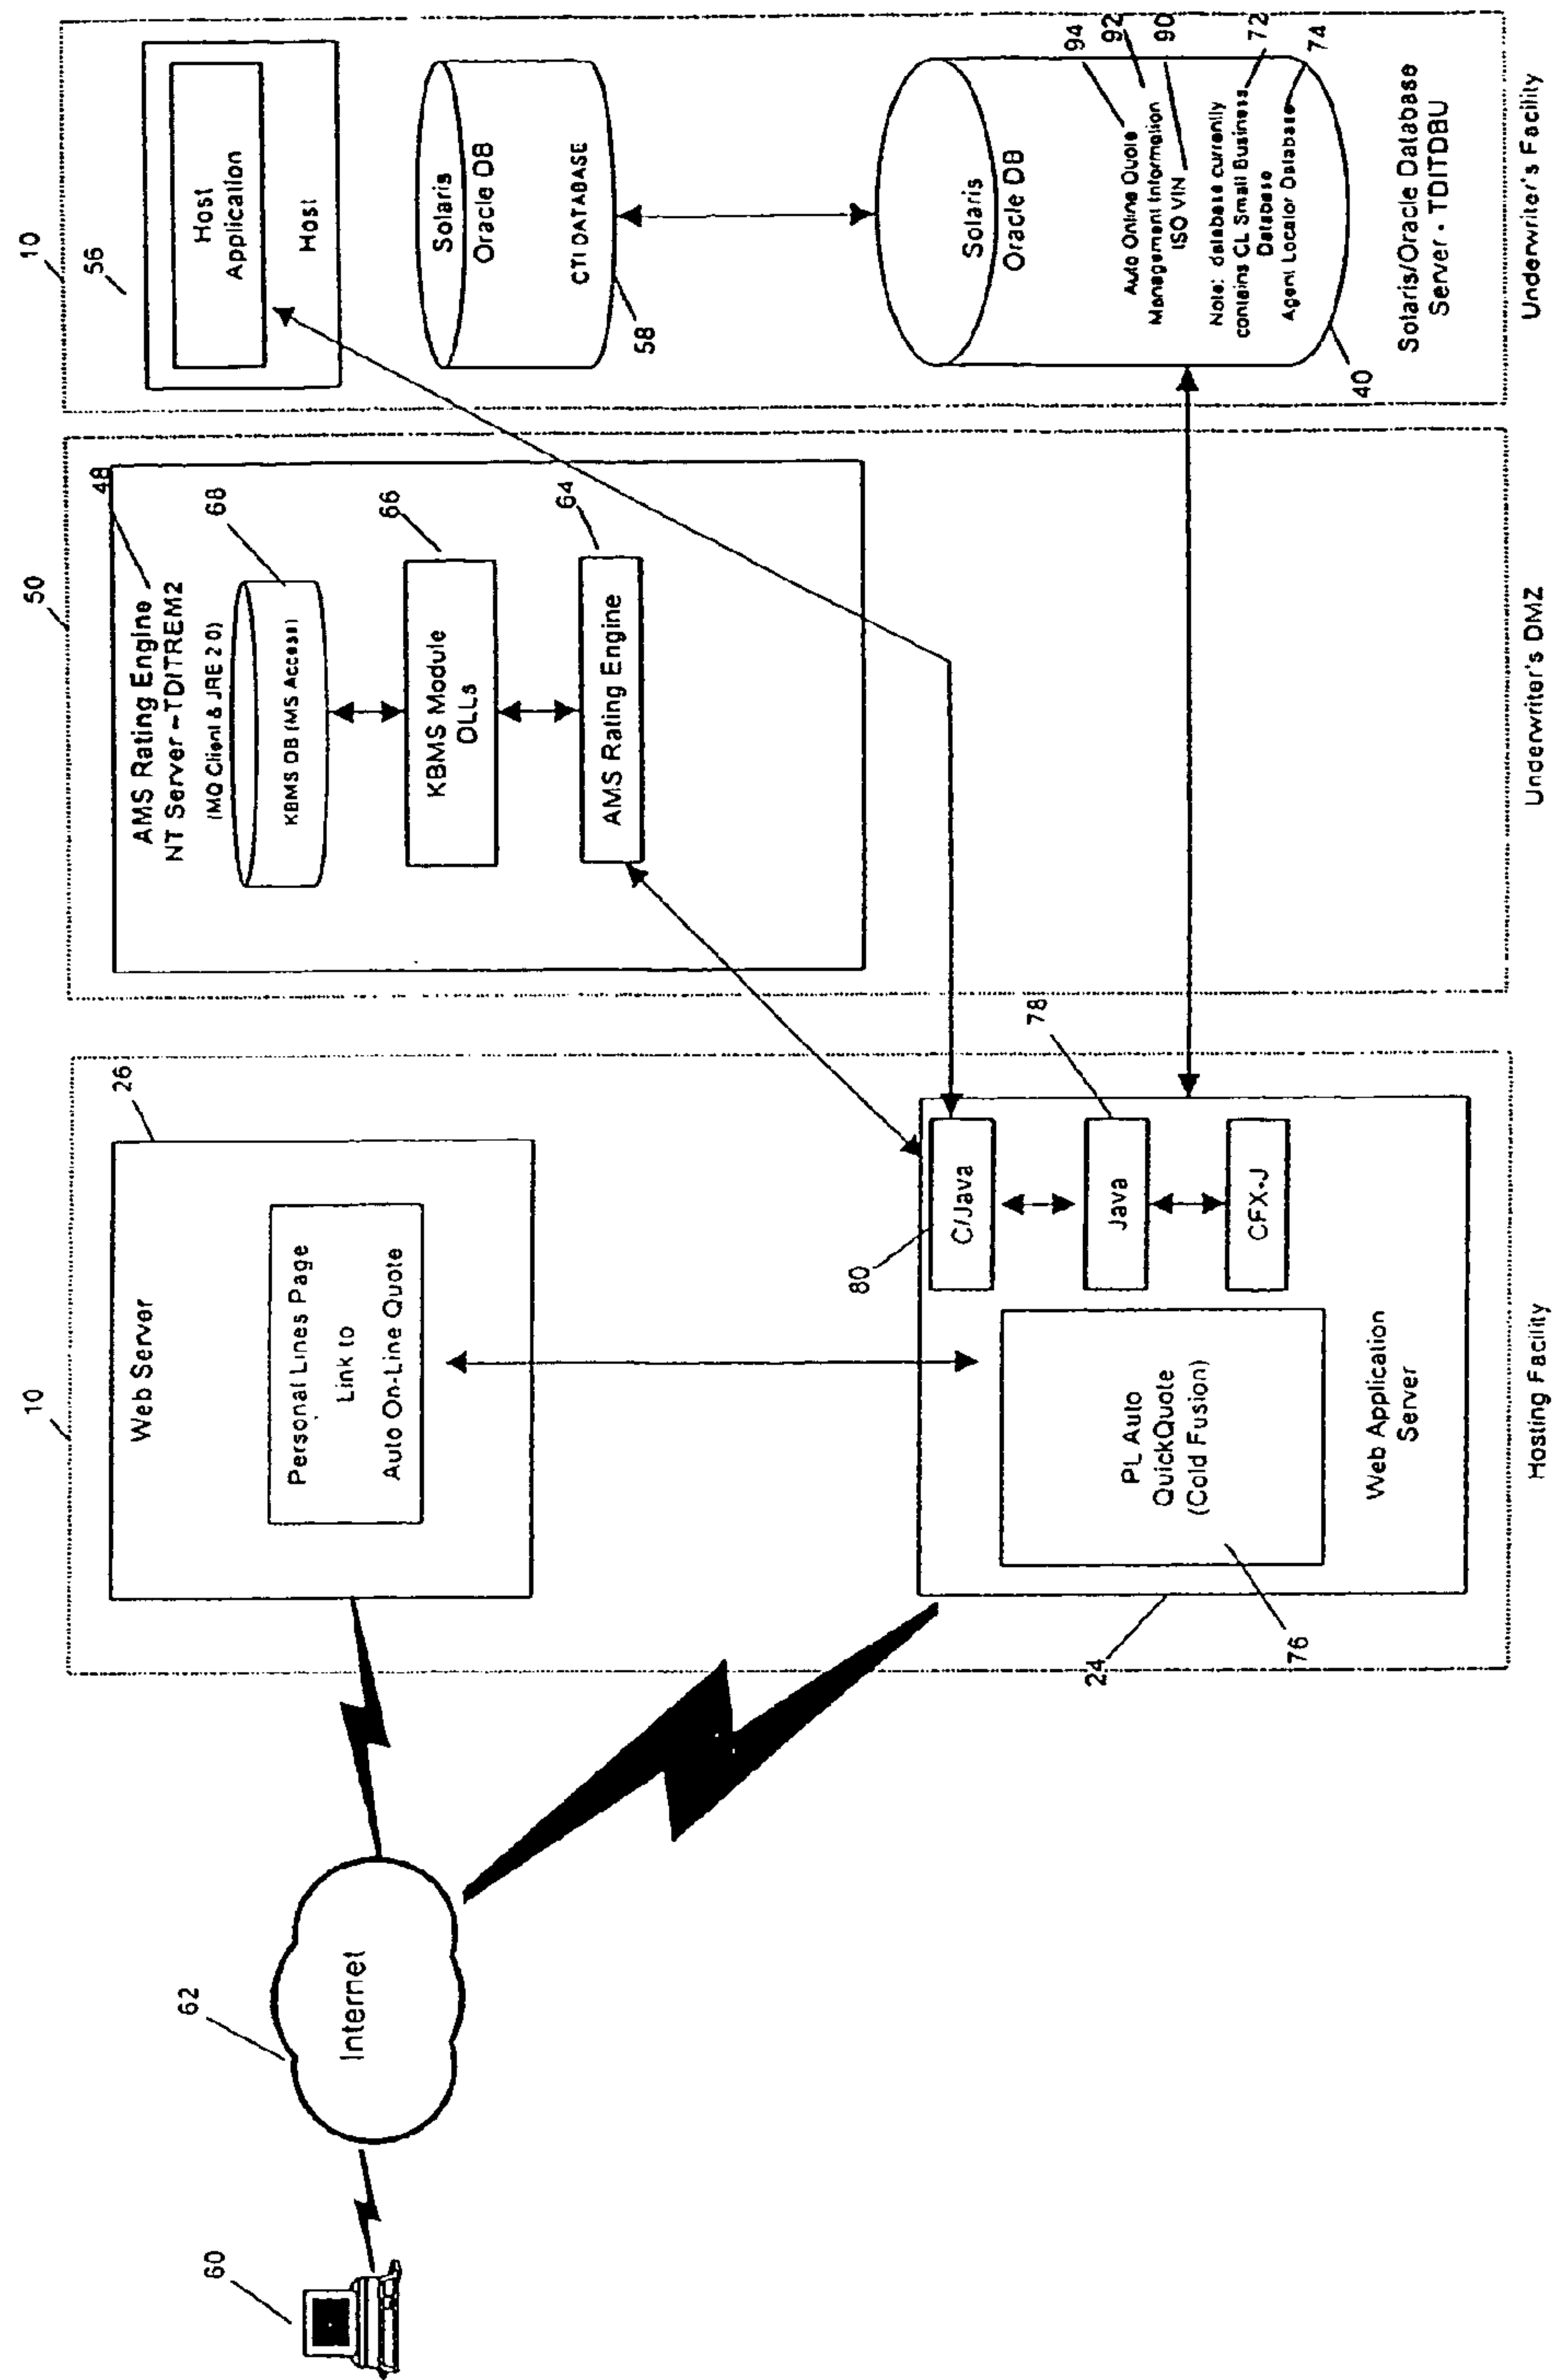 60
62
Internet
10
26
Web Server
Personal Lines Page
Link to
Auto On-Line Quote
80
78
C/Java
Java
CFX-J
PL Auto
QuickQuote
(Cold Fusion)
Web Application
Server
24
76
Hosting Facility
50
48
AMS Rating Engine
NT Server - TDITREM2
(MQ Client & JRE 2.0)
68
KBMS DB (MS Access)
66
KBMS Module
DLLs
64
AMS Rating Engine
Underwriter's DMZ
10
56
Host
Application
Host
Solaris
Oracle DB
CTI DATABASE
58
Solaris
Oracle DB
94
Auto Online Quote
92
Management Information
90
ISO VIN
Note: database currently
contains CL Small Business
Database
72
Agent Locator Database
74
40
Solaris/Oracle Database
Server - TDITDBU
Underwriter's Facility